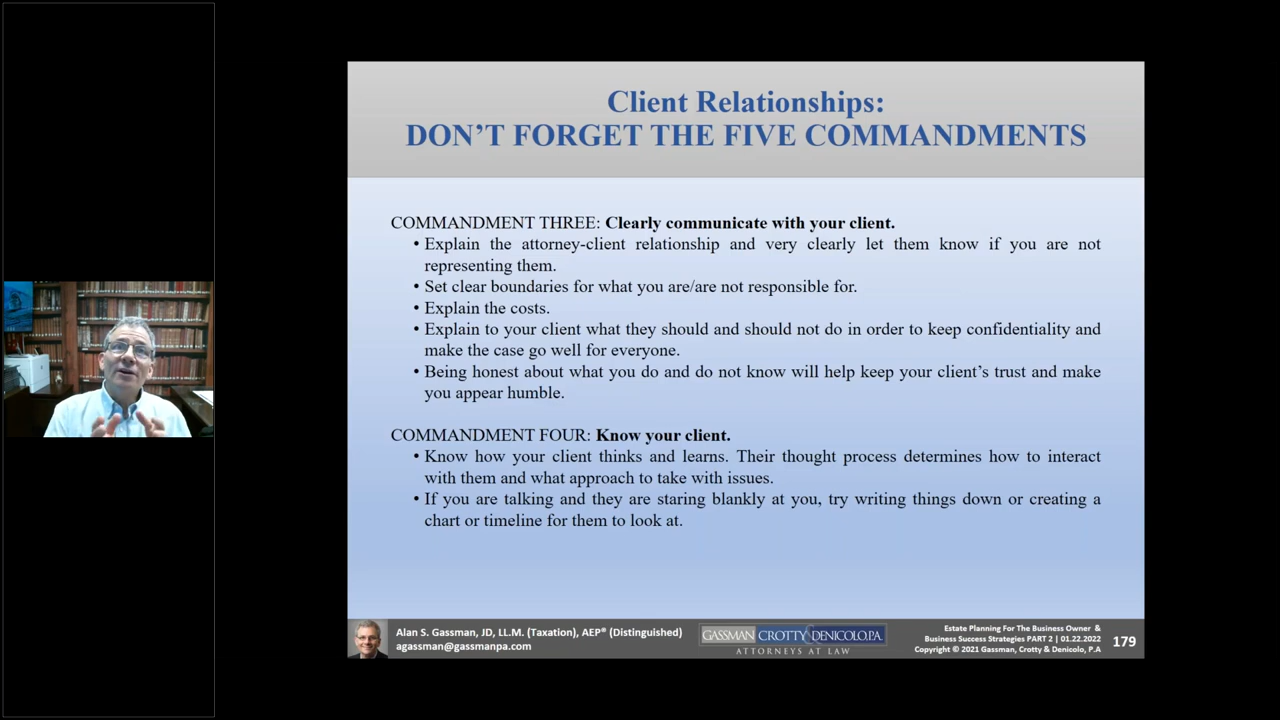 Client Relationships:
DON'T FORGET THE FIVE COMMANDMENTS
COMMANDMENT THREE: Clearly communicate with your client.
• Explain the attorney-client relationship and very clearly let them know if you are not
representing them.
• Set clear boundaries for what you are/are not responsible for.
• Explain the costs.
• Explain to your client what they should and should not do in order to keep confidentiality and
make the case go well for everyone.
• Being honest about what you do and do not know will help keep your client's trust and make
you appear humble.
COMMANDMENT FOUR: Know your client.
• Know how your client thinks and learns. Their thought process determines how to interact
with them and what approach to take with issues.
• If you are talking and they are staring blankly at you, try writing things down or creating a
chart or timeline for them to look at.
Alan S. Gassman, JD, LL.M. (Taxation), AEP® (Distinguished)
agassman@gassmanpa.com
GASSMAN CROTTY & DENICOLO, P.A.
ATTORNEYS AT LAW
Estate Planning For The Business Owner &
Business Success Strategies PART 2 | 01.22.2022
Copyright © 2021 Gassman, Crotty & Denicolo, P.A
179